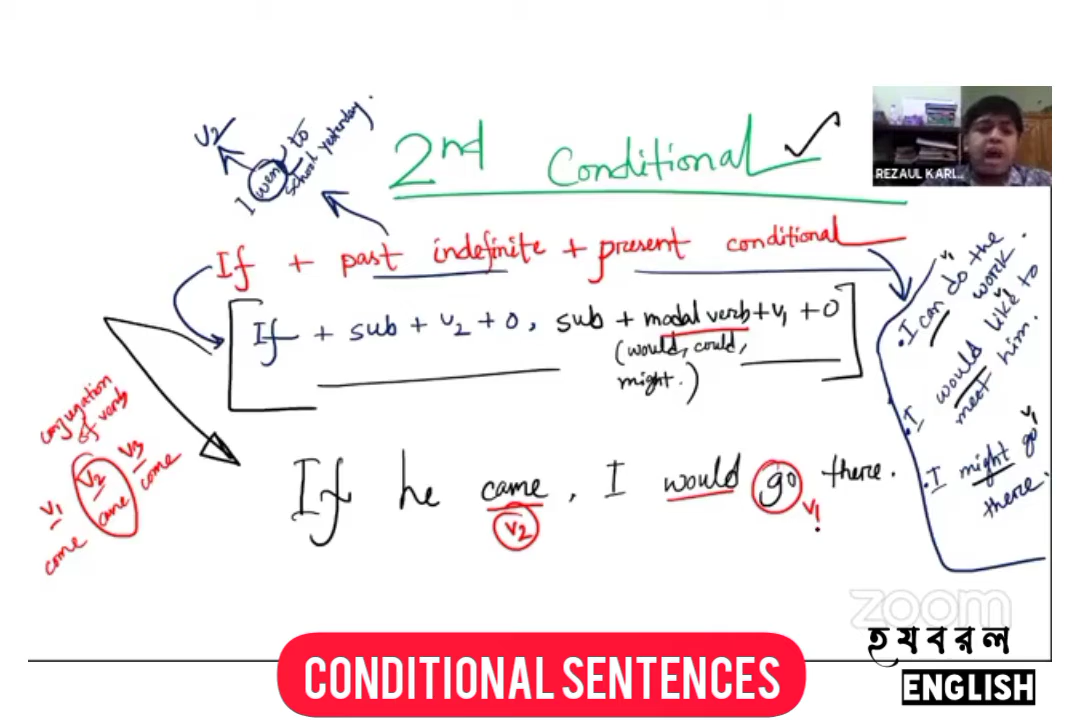 V2
I went to
school yesterday.
2nd Conditional
REZAUL KARI...
If + past indefinite + present conditional
If + sub + V2 + O, sub + modal verb + V1 + O
(would, could,
might.)
V1
• I can do the
work.
V1
• I would like to
meet him.
V1
• I might go
there.
conjugation
of verb
V1 V2 V3
come came come
If he came, I would go there.
V2 V1
zoom
হযবরল
ENGLISH
CONDITIONAL SENTENCES